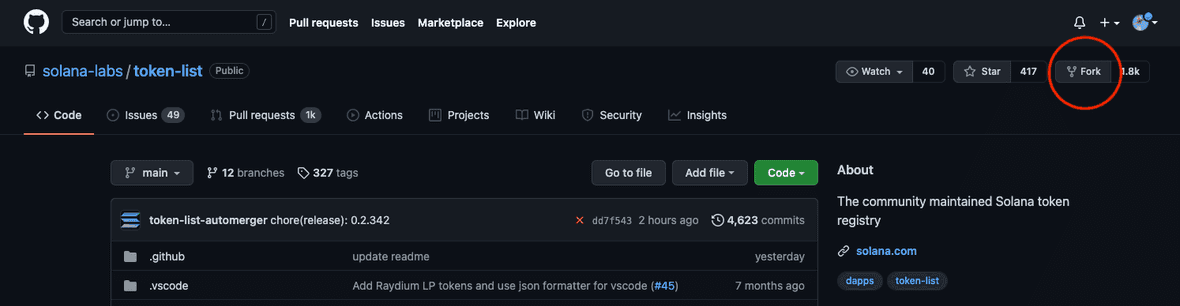 Search or jump to... / Pull requests Issues Marketplace Explore
solana-labs/token-list Public Watch 40 Star 417 Fork 1.8k
Code Issues 49 Pull requests 1k Actions Projects Wiki Security Insights
main 12 branches 327 tags Go to file Add file Code About
The community maintained Solana token
token-list-automerger chore(release): 0.2.342 dd7f543 2 hours ago 4,623 commits registry
.github update readme yesterday solana.com
.vscode Add Raydium LP tokens and use json formatter for vscode (#45) 7 months ago dapps token-list